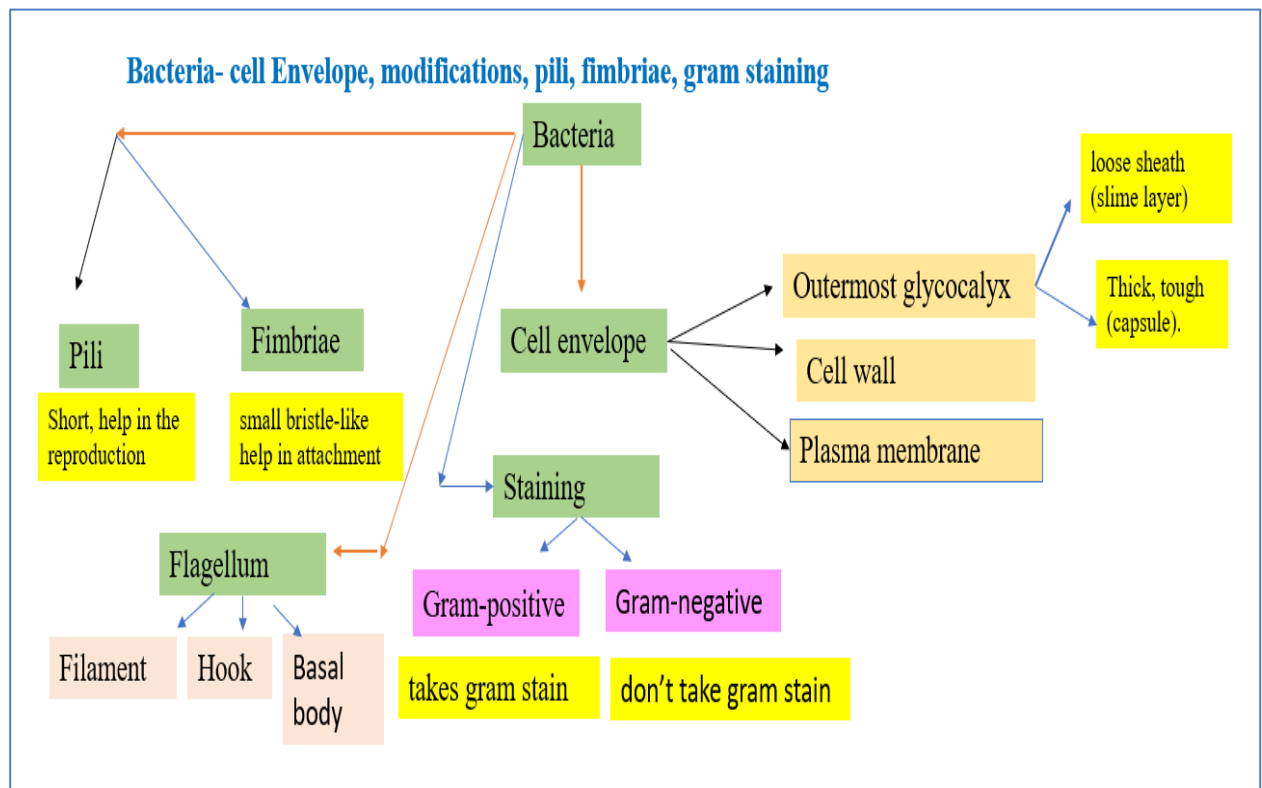 Bacteria- cell Envelope, modifications, pili, fimbriae, gram staining
Bacteria
loose sheath
(slime layer)
Outermost glycocalyx
Thick, tough
(capsule).
Pili
Fimbriae
Cell envelope
Cell wall
Short, help in the
reproduction
small bristle-like
help in attachment
Plasma membrane
Staining
Flagellum
Gram-positive
Gram-negative
Filament
Hook
Basal
body
takes gram stain
don’t take gram stain